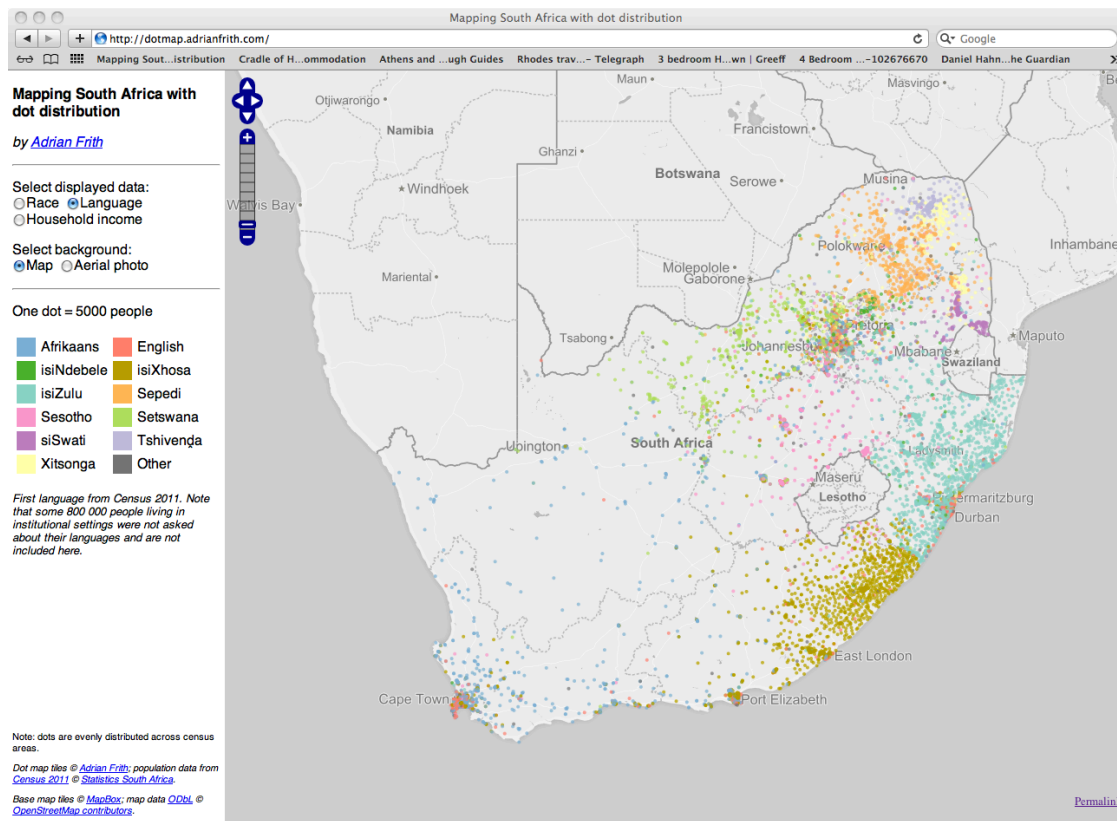 Mapping South Africa with dot distribution
http://dotmap.adrianfrith.com/
Google
Mapping Sout...istribution Cradle of H...ommodation Athens and ...ugh Guides Rhodes trav...– Telegraph 3 bedroom H...wn | Greeff 4 Bedroom ...-102676670 Daniel Hahn...he Guardian
Mapping South Africa with
dot distribution
by Adrian Frith
Select displayed data:
Race Language
Household income
Select background:
Map Aerial photo
One dot = 5000 people
Afrikaans English
isiNdebele isiXhosa
isiZulu Sepedi
Sesotho Setswana
siSwati Tshivenḓa
Xitsonga Other
First language from Census 2011. Note
that some 800 000 people living in
institutional settings were not asked
about their languages and are not
included here.
Note: dots are evenly distributed across census
areas.
Dot map tiles © Adrian Frith; population data from
Census 2011 © Statistics South Africa.
Base map tiles © MapBox; map data ODbL ©
OpenStreetMap contributors.
Maun
Masvingo
Otjiwarongo
Namibia
Francistown
Ghanzi
Botswana
Serowe
Musina
Windhoek
Walvis Bay
Polokwane
Inhambane
Mariental
Molepolole
Gaborone
Pretoria
Tsabong
Johannesbu
Mbabane
Maputo
Swaziland
Upington
South Africa
Ladysmith
Maseru
Lesotho
Pietermaritzburg
Durban
East London
Cape Town
Port Elizabeth
Permalin